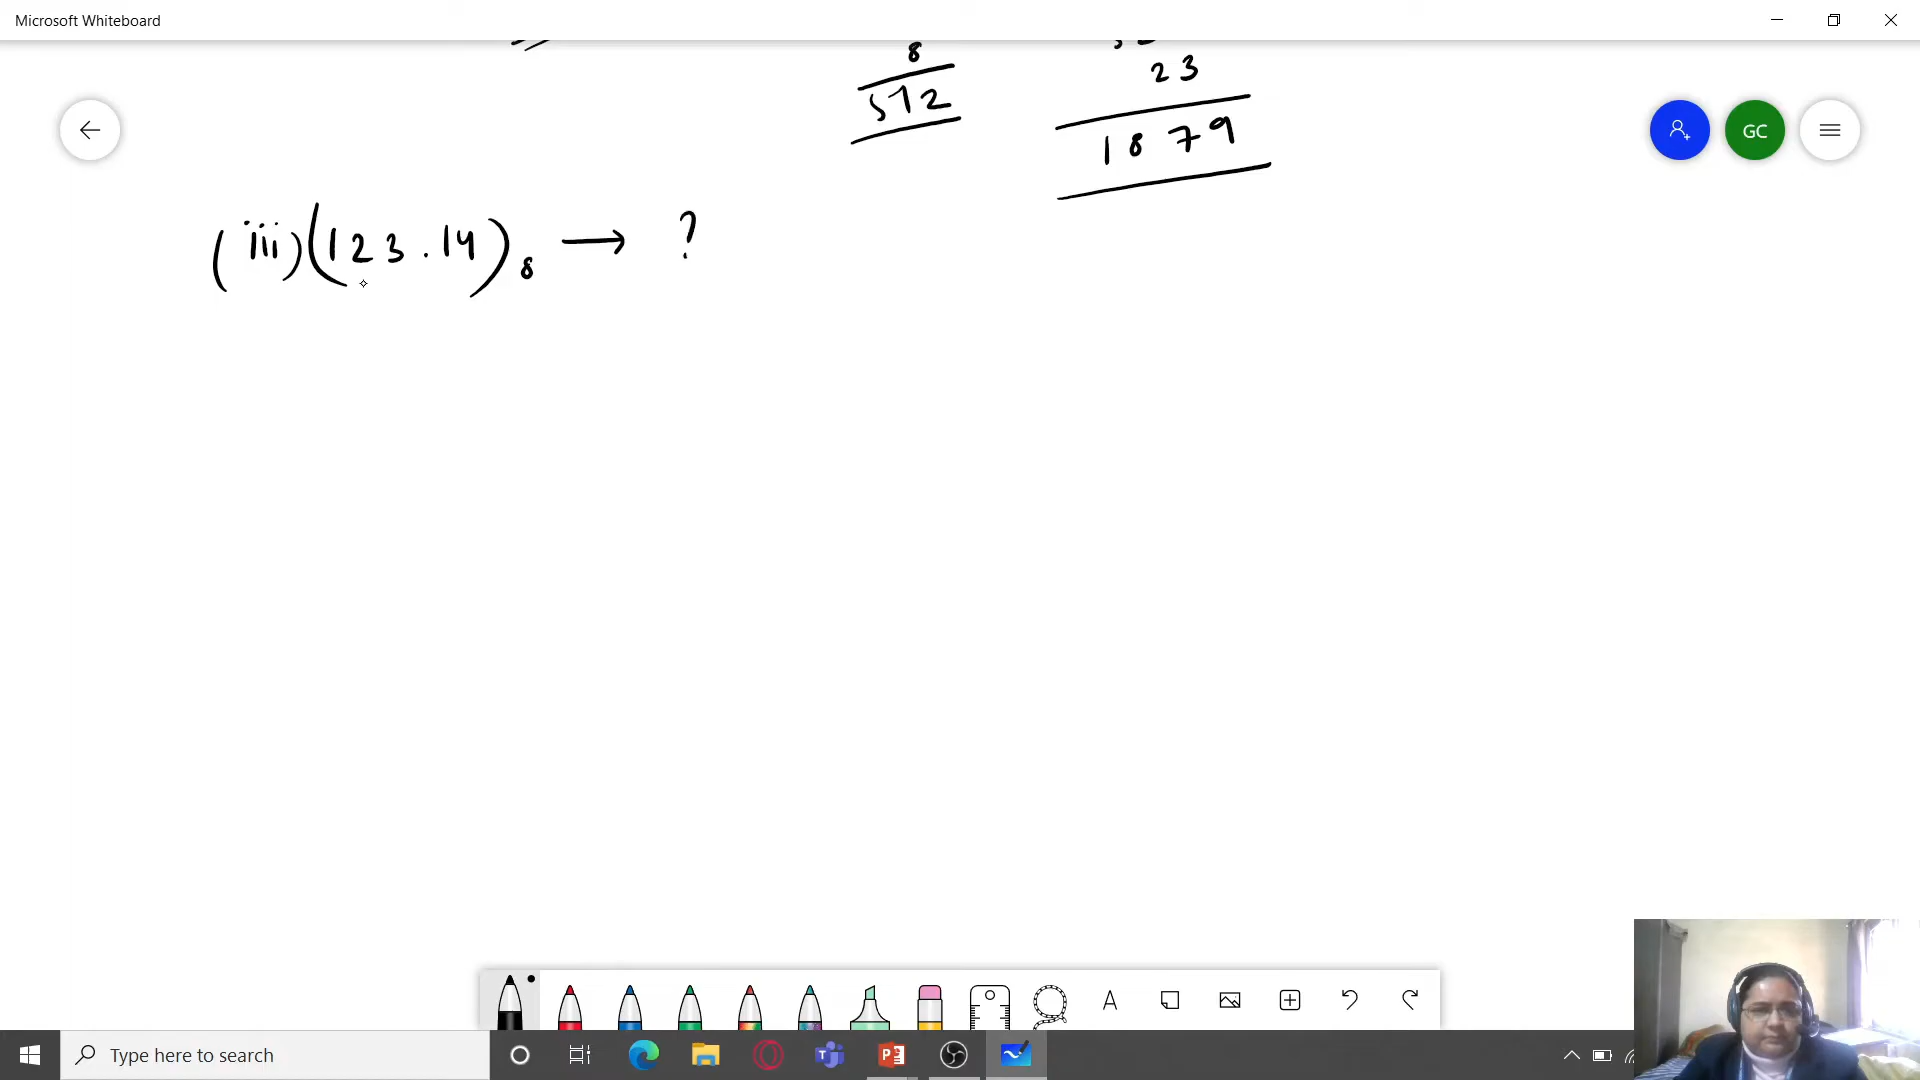 Microsoft Whiteboard
8
512
23
1879
GC
(iii) (123.14)8 → ?
A
Type here to search